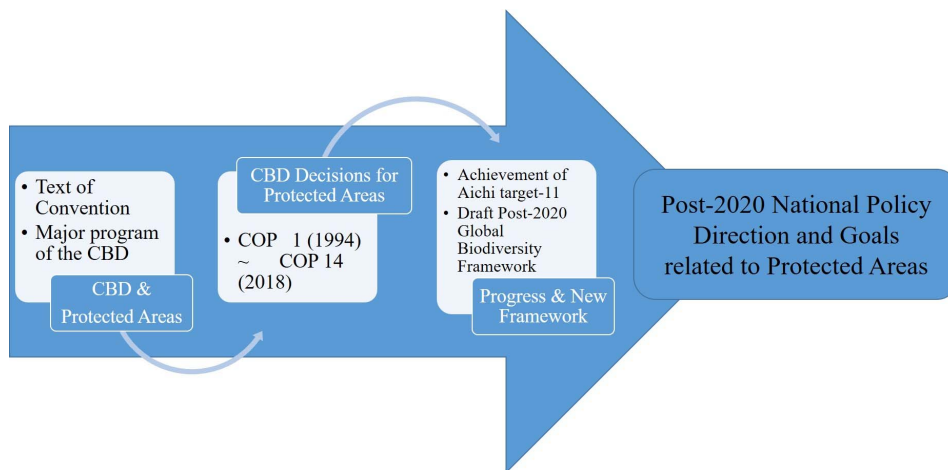 • Text of
Convention
• Major program
of the CBD
CBD &
Protected Areas
CBD Decisions for
Protected Areas
• COP 1 (1994)
~ COP 14
(2018)
• Achievement of
Aichi target-11
• Draft Post-2020
Global
Biodiversity
Framework
Progress & New
Framework
Post-2020 National Policy
Direction and Goals
related to Protected Areas